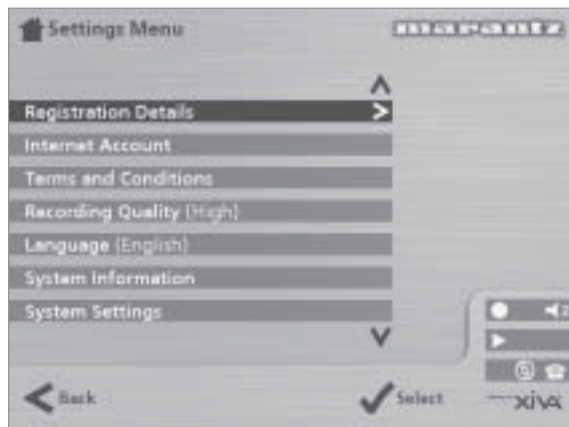 Settings Menu
marantz
Registration Details
Internet Account
Terms and Conditions
Recording Quality (High)
Language (English)
System Information
System Settings
2
Back
Select
xiva